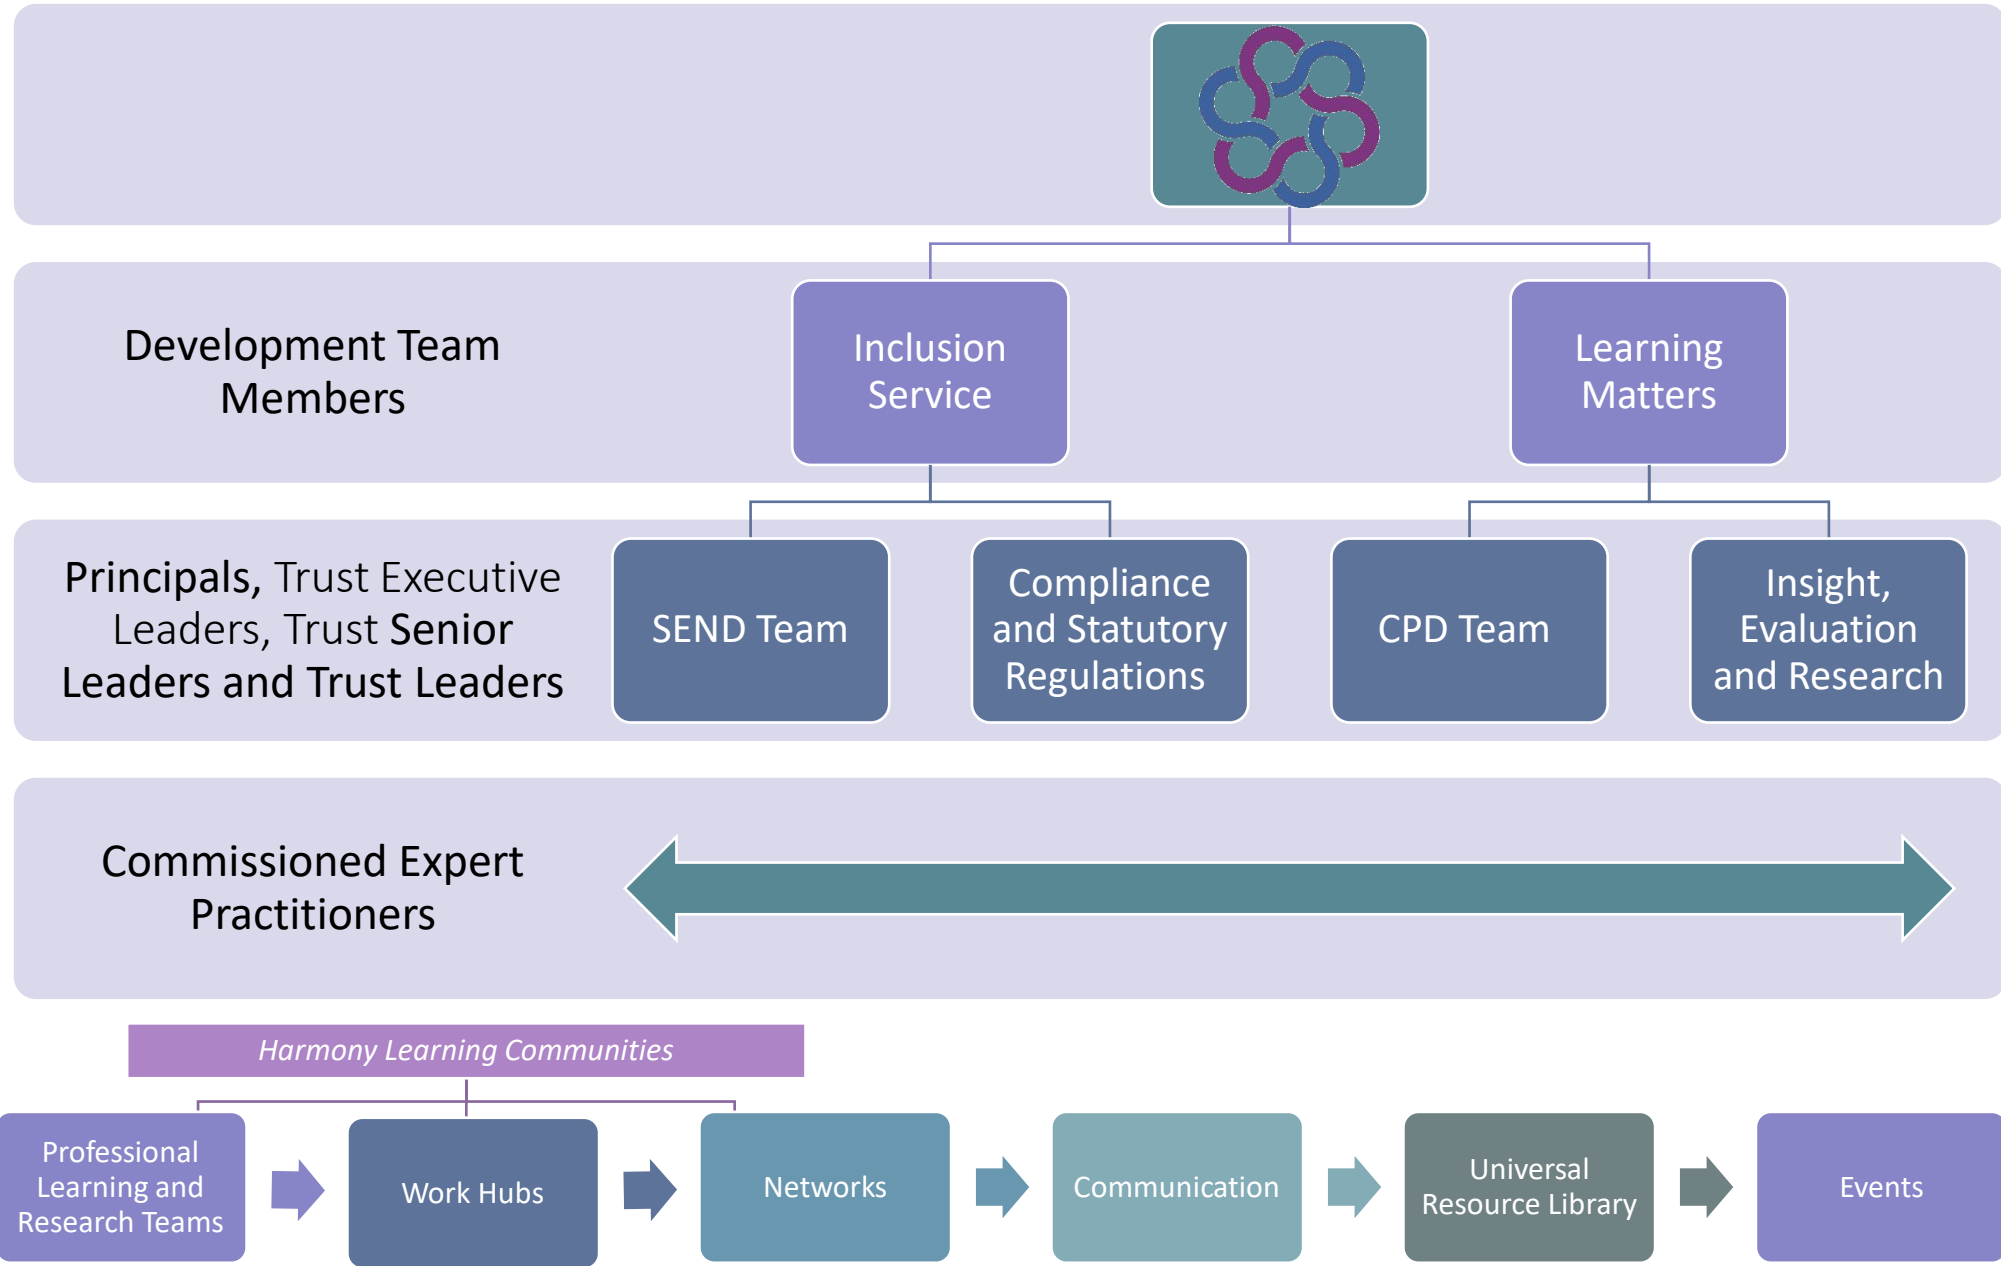 Development Team
Members
Inclusion
Service
Learning
Matters
Principals, Trust Executive
Leaders, Trust Senior
Leaders and Trust Leaders
SEND Team
Compliance
and Statutory
Regulations
CPD Team
Insight,
Evaluation
and Research
Commissioned Expert
Practitioners
Harmony Learning Communities
Professional
Learning and
Research Teams
Work Hubs
Networks
Communication
Universal
Resource Library
Events